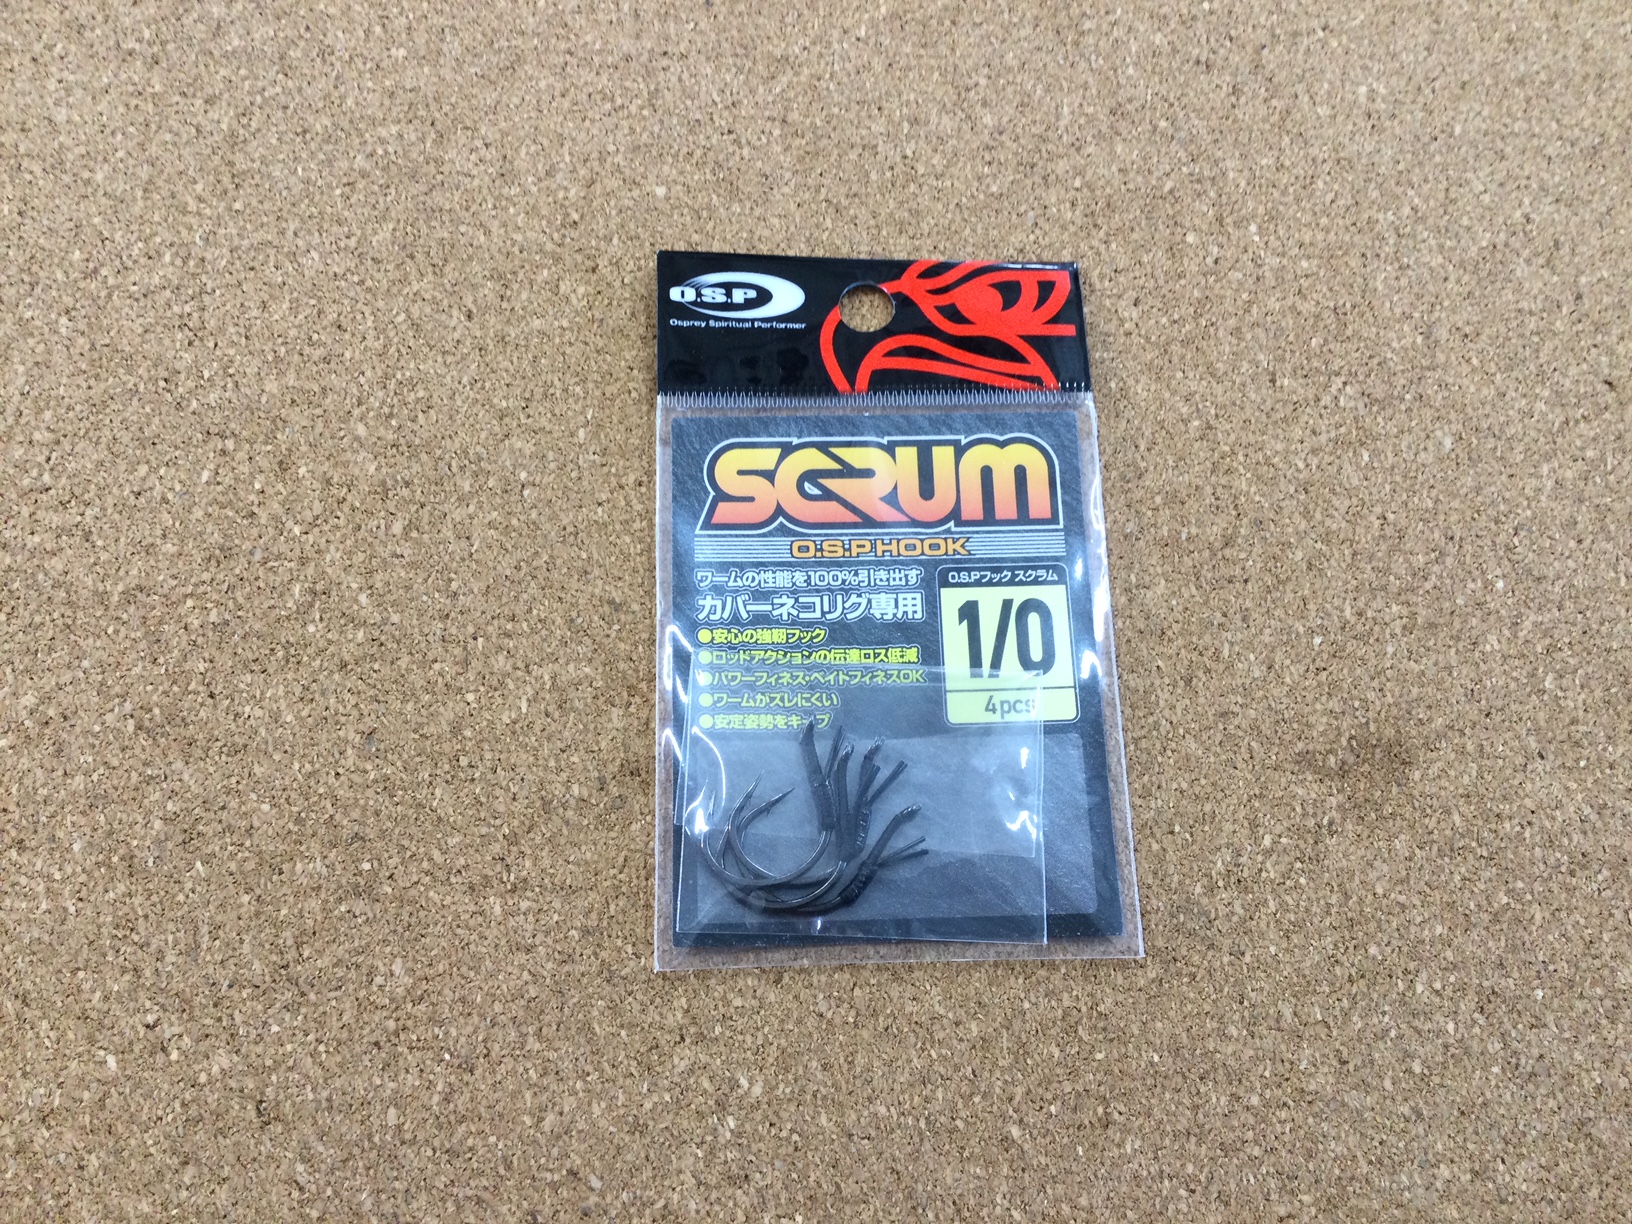 O.S.P
Osprey Spiritual Performer
SCRUM
O.S.P HOOK
ワームの性能を100%引き出す
カバーネコリグ専用
●安心の強靭フック
●ロッドアクションの伝達ロス低減
●パワーフィネス・ベイトフィネスOK
●ワームがズレにくい
●安定姿勢をキープ
O.S.Pフック スクラム
1/0
4pcs